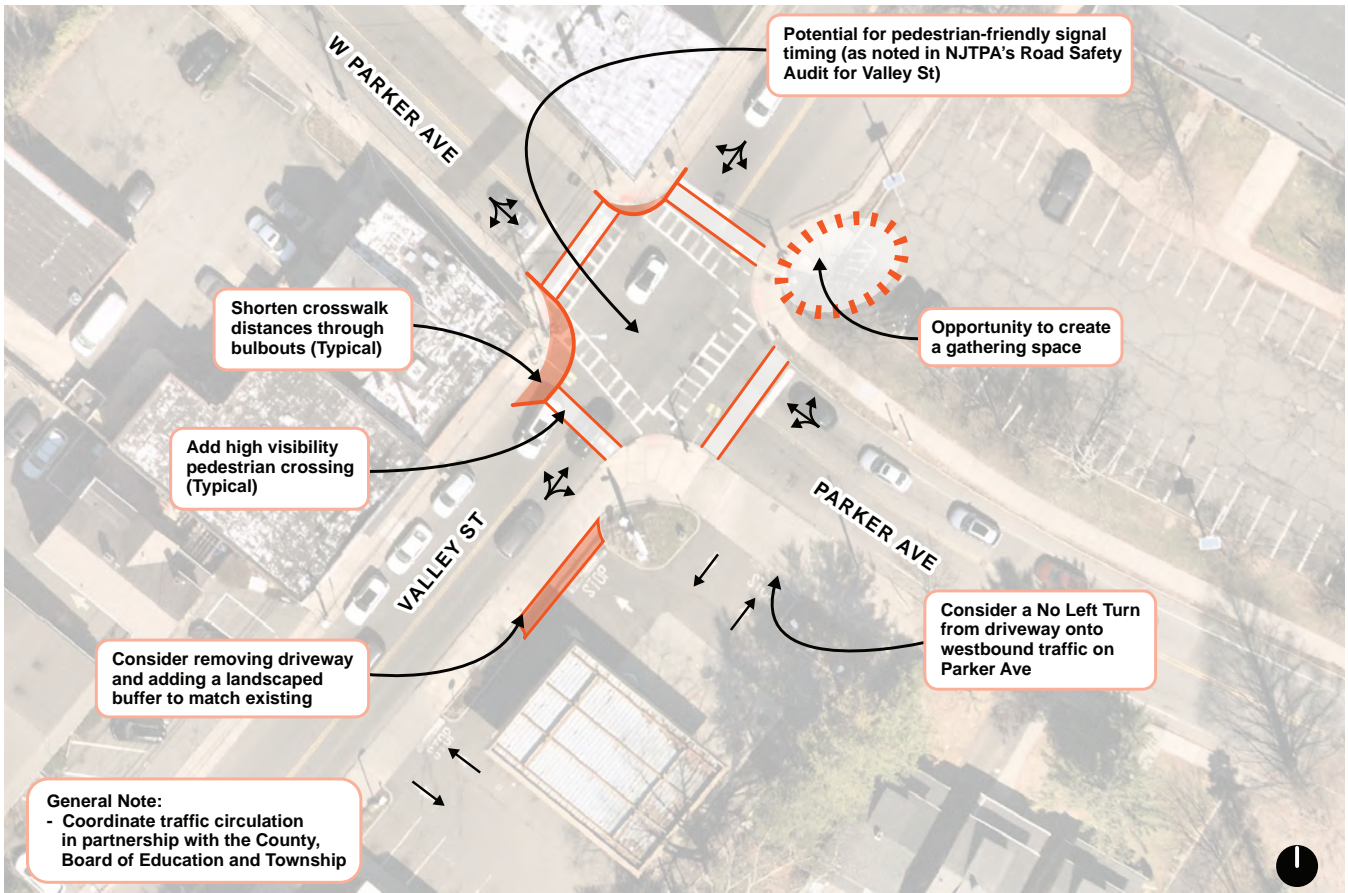 Potential for pedestrian-friendly signal
timing (as noted in NJTPA's Road Safety
Audit for Valley St)
W PARKER AVE
Shorten crosswalk
distances through
bulbouts (Typical)
Opportunity to create
a gathering space
Add high visibility
pedestrian crossing
(Typical)
PARKER AVE
VALLEY ST
STOP
Consider a No Left Turn
from driveway onto
westbound traffic on
Parker Ave
Consider removing driveway
and adding a landscaped
buffer to match existing
General Note:
- Coordinate traffic circulation
in partnership with the County,
Board of Education and Township